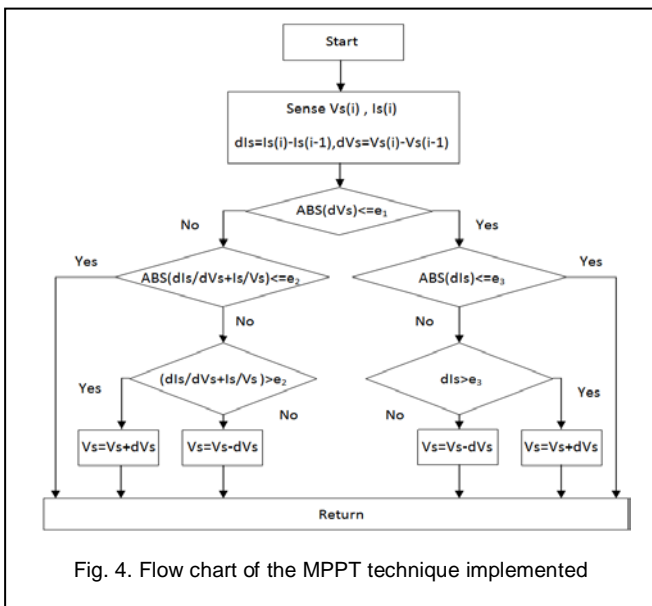 Start
Sense Vs(i) , Is(i)
dIs=Is(i)-Is(i-1),dVs=Vs(i)-Vs(i-1)
ABS(dVs)<=e₁
No
Yes
Yes
ABS(dIs/dVs+Is/Vs)<=e₂
ABS(dIs)<=e₃
Yes
No
No
Yes
(dIs/dVs+Is/Vs )>e₂
dIs>e₃
Yes
No
No
Vs=Vs+dVs
Vs=Vs-dVs
Vs=Vs-dVs
Vs=Vs+dVs
Return
Fig. 4. Flow chart of the MPPT technique implemented